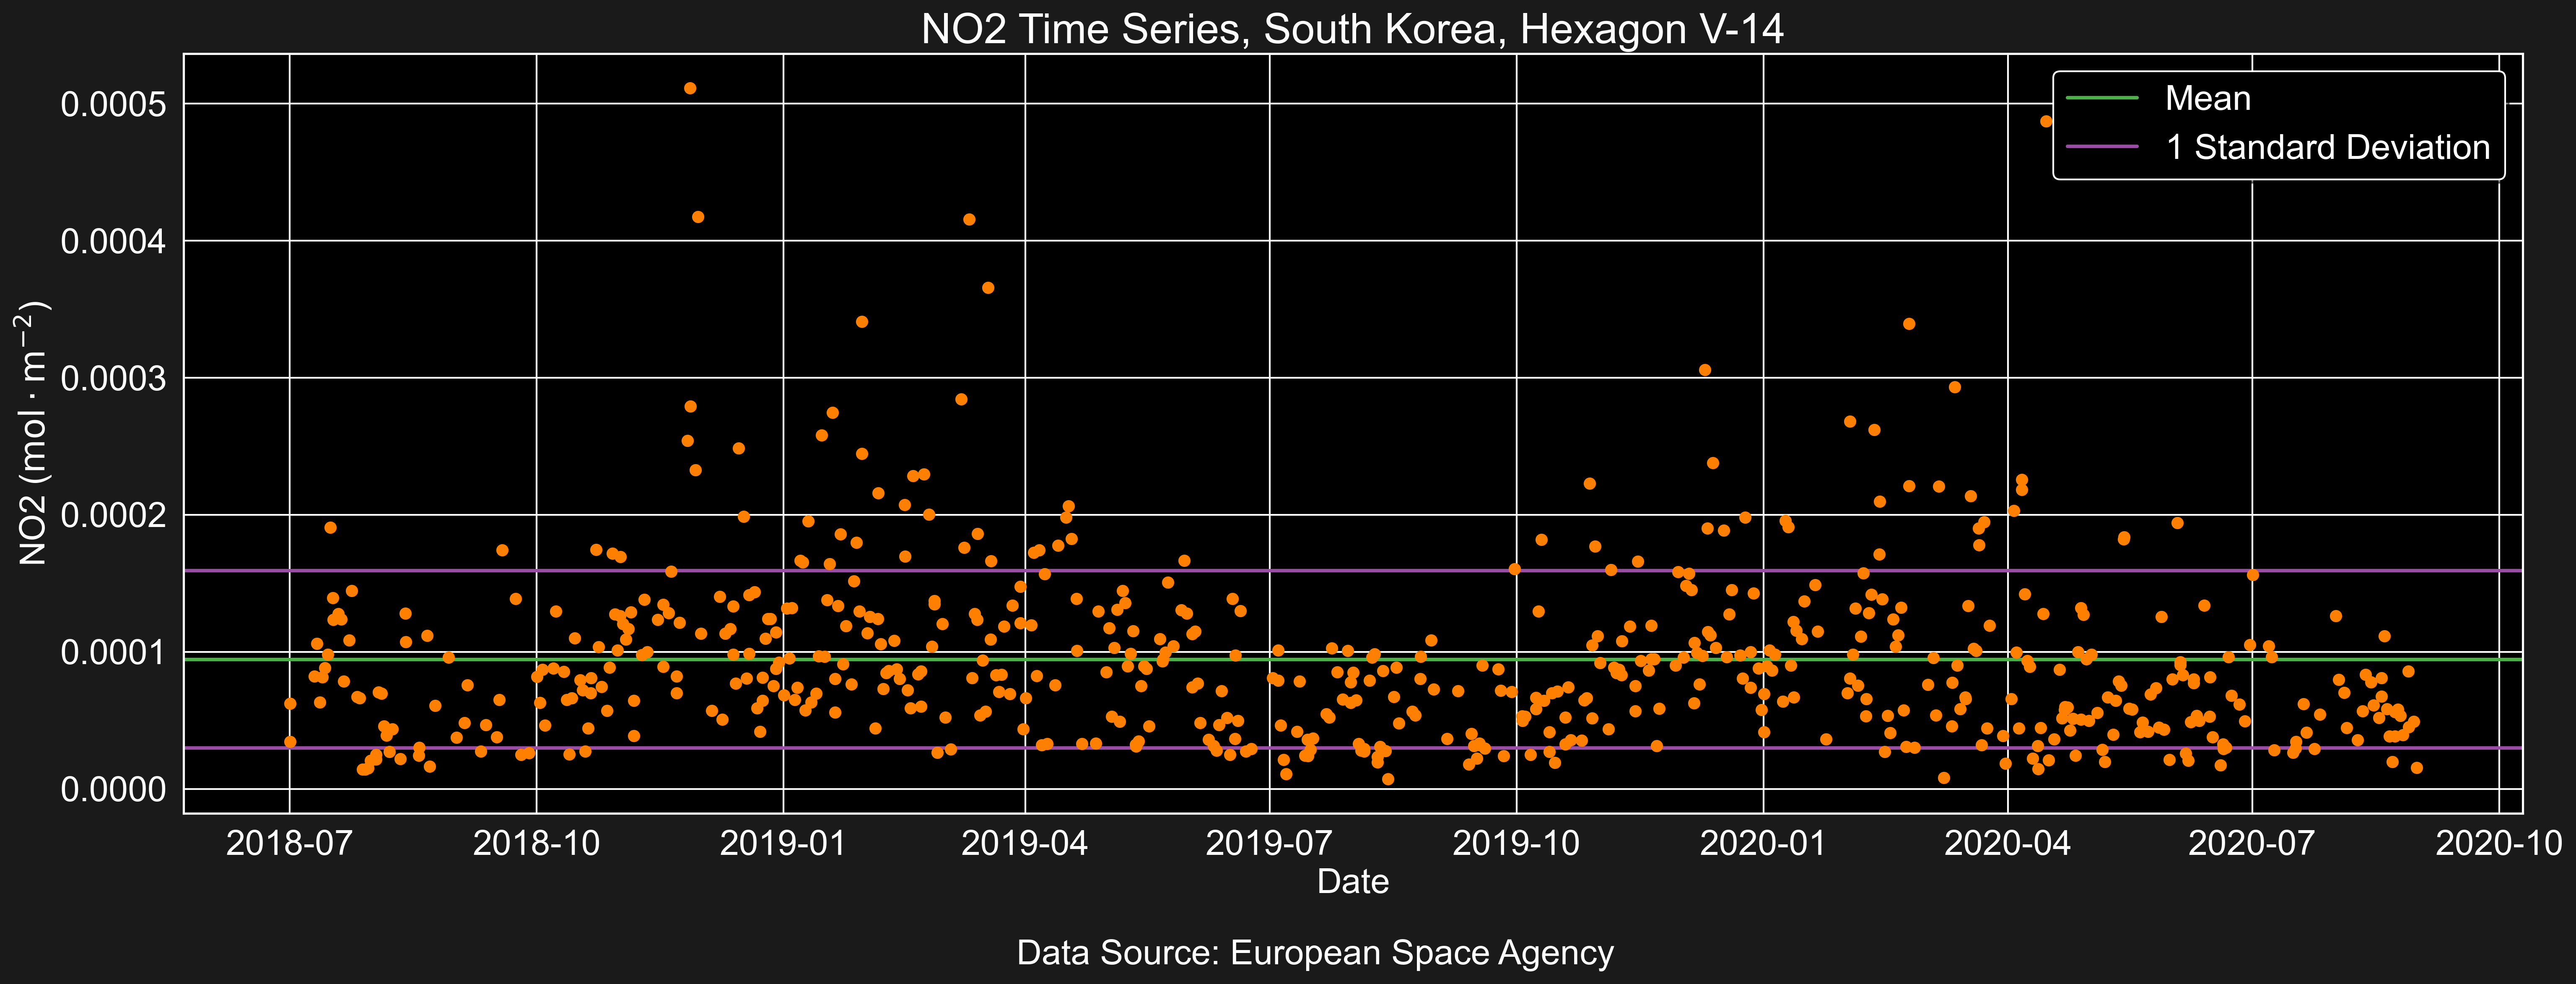 NO2 Time Series, South Korea, Hexagon V-14
Mean
1 Standard Deviation
NO2 (mol · m⁻²)
0.0005
0.0004
0.0003
0.0002
0.0001
0.0000
2018-07 2018-10 2019-01 2019-04 2019-07 2019-10 2020-01 2020-04 2020-07 2020-10
Date
Data Source: European Space Agency